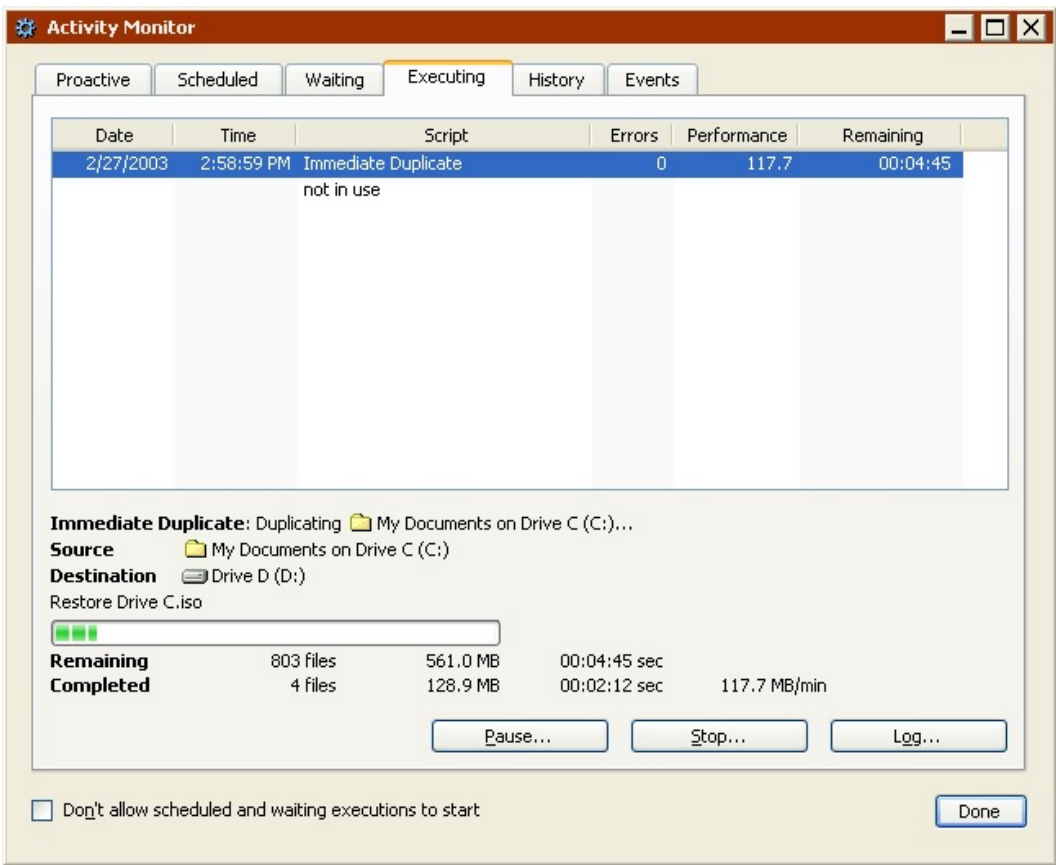 Activity Monitor
Proactive Scheduled Waiting Executing History Events
Date Time Script Errors Performance Remaining
2/27/2003 2:58:59 PM Immediate Duplicate 0 117.7 00:04:45
not in use
Immediate Duplicate: Duplicating My Documents on Drive C (C:)...
Source My Documents on Drive C (C:)
Destination Drive D (D:)
Restore Drive C.iso
Remaining 803 files 561.0 MB 00:04:45 sec
Completed 4 files 128.9 MB 00:02:12 sec 117.7 MB/min
Pause... Stop... Log...
Don't allow scheduled and waiting executions to start Done